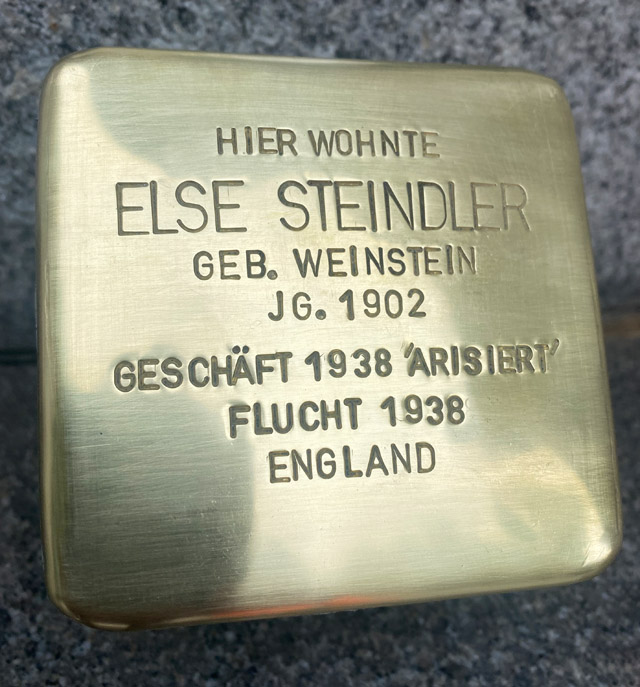 HIER WOHNTE
ELSE STEINDLER
GEB. WEINSTEIN
JG. 1902
GESCHÄFT 1938 'ARISIERT'
FLUCHT 1938
ENGLAND